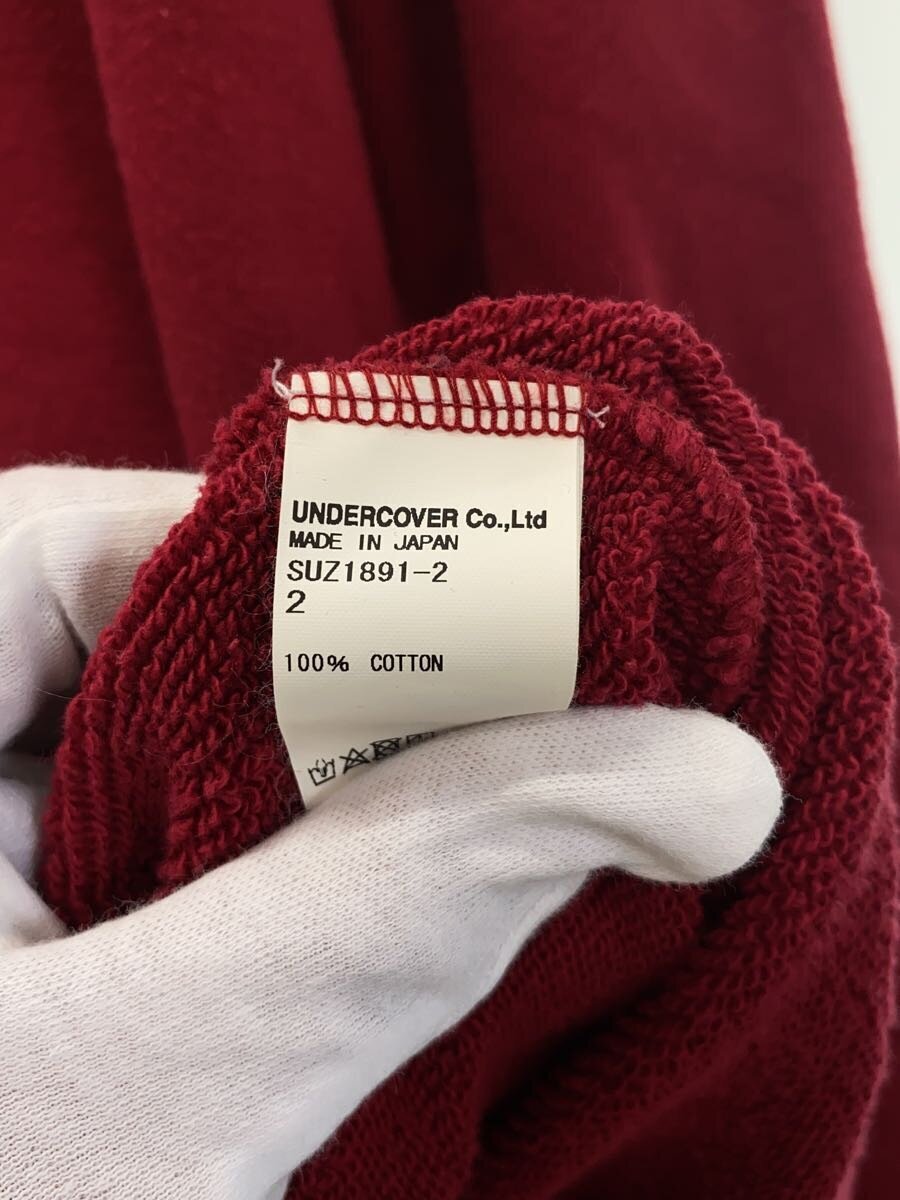 UNDERCOVER Co.,Ltd
MADE IN JAPAN
SUZ1891-2
2
100% COTTON